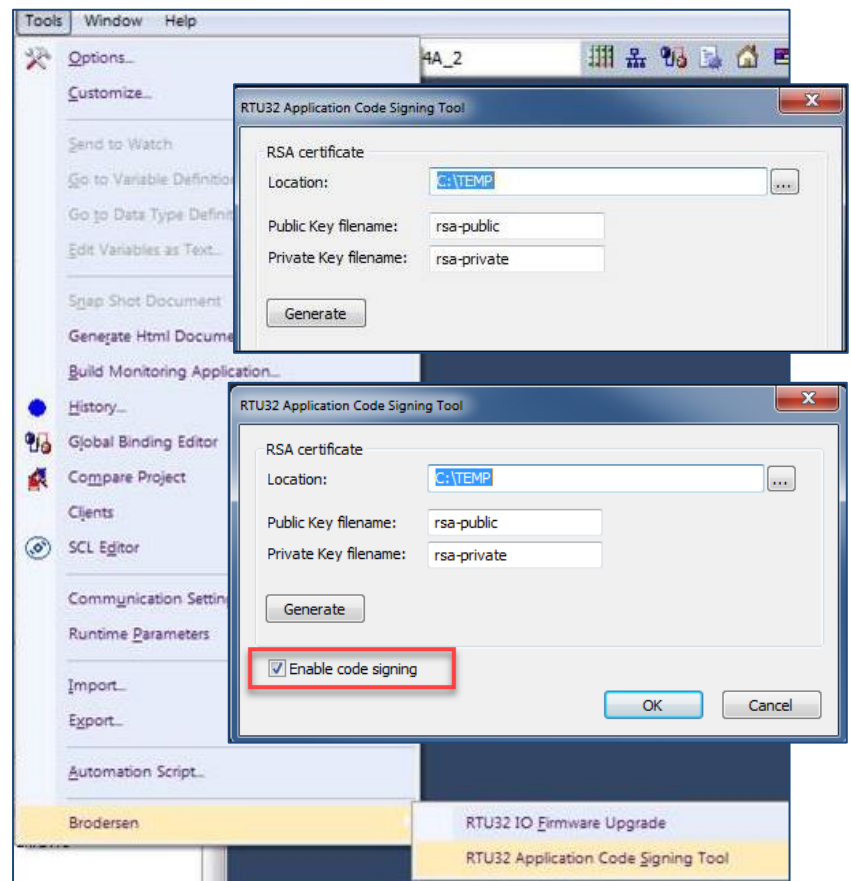 Tools Window Help
Options...
4A_2
Customize...
RTU32 Application Code Signing Tool
Send to Watch
RSA certificate
Go to Variable Definition
Location: C:\TEMP ...
Go to Data Type Defini
Public Key filename: rsa-public
Edit Variables as Text...
Private Key filename: rsa-private
Snap Shot Document
Generate
Generate Html Docume
Build Monitoring Application...
History...
RTU32 Application Code Signing Tool
Global Binding Editor
RSA certificate
Compare Project
Location: C:\TEMP ...
Clients
Public Key filename: rsa-public
SCL Editor
Private Key filename: rsa-private
Communication Setting
Generate
Runtime Parameters
Enable code signing
Import...
OK Cancel
Export...
Automation Script...
Brodersen
RTU32 IO Firmware Upgrade
RTU32 Application Code Signing Tool